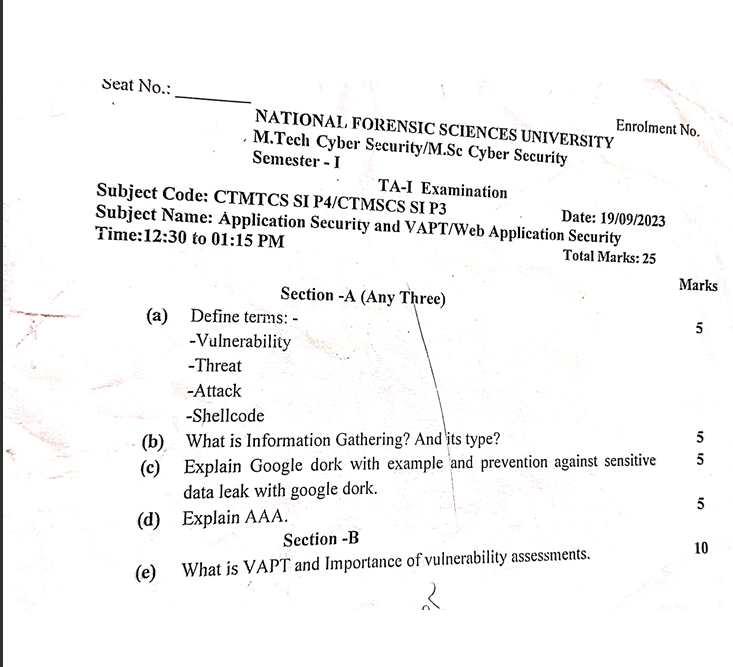 Seat No.:
Enrolment No.
NATIONAL FORENSIC SCIENCES UNIVERSITY
M.Tech Cyber Security/M.Sc Cyber Security
Semester - I
TA-I Examination
Subject Code: CTMTCS SI P4/CTMSCS SI P3
Date: 19/09/2023
Subject Name: Application Security and VAPT/Web Application Security
Time:12:30 to 01:15 PM
Total Marks: 25
Marks
Section -A (Any Three)
(a) Define terms: - 5
-Vulnerability
-Threat
-Attack
-Shellcode
(b) What is Information Gathering? And its type? 5
(c) Explain Google dork with example and prevention against sensitive 5
data leak with google dork.
(d) Explain AAA. 5
Section -B
(e) What is VAPT and Importance of vulnerability assessments. 10